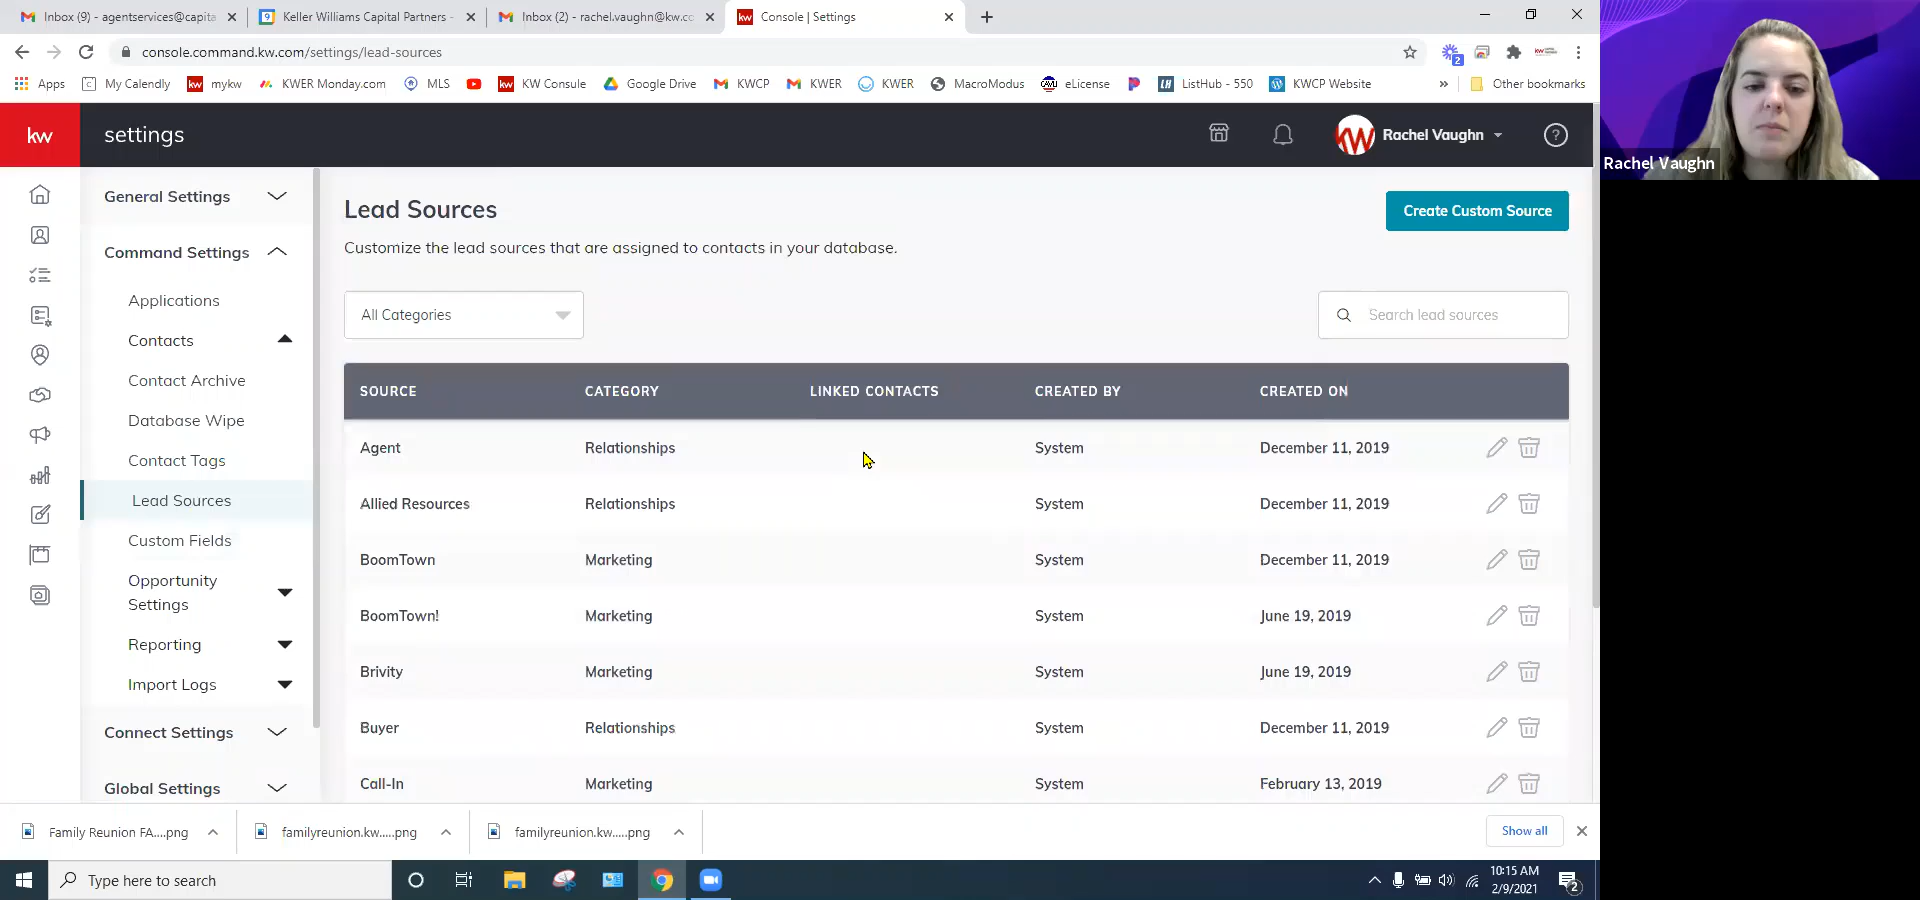 Inbox (9) - agentservices@capita
Keller Williams Capital Partners -
Inbox (2) - rachel.vaughn@kw.cc
kw Console | Settings
console.command.kw.com/settings/lead-sources
2
Apps My Calendly kw mykw KWER Monday.com MLS kw KW Consule Google Drive KWCP KWER KWER MacroModus eLicense LH ListHub - 550 KWCP Website » Other bookmarks
kw settings
KW Rachel Vaughn ?
Rachel Vaughn
General Settings
Command Settings
Applications
Contacts
Contact Archive
Database Wipe
Contact Tags
Lead Sources
Custom Fields
Opportunity
Settings
Reporting
Import Logs
Connect Settings
Global Settings
Lead Sources
Create Custom Source
Customize the lead sources that are assigned to contacts in your database.
All Categories
Search lead sources
SOURCE CATEGORY LINKED CONTACTS CREATED BY CREATED ON
Agent Relationships System December 11, 2019
Allied Resources Relationships System December 11, 2019
BoomTown Marketing System December 11, 2019
BoomTown! Marketing System June 19, 2019
Brivity Marketing System June 19, 2019
Buyer Relationships System December 11, 2019
Call-In Marketing System February 13, 2019
Family Reunion FA....png
familyreunion.kw.....png
familyreunion.kw.....png
Show all
Type here to search
10:15 AM
2/9/2021
2